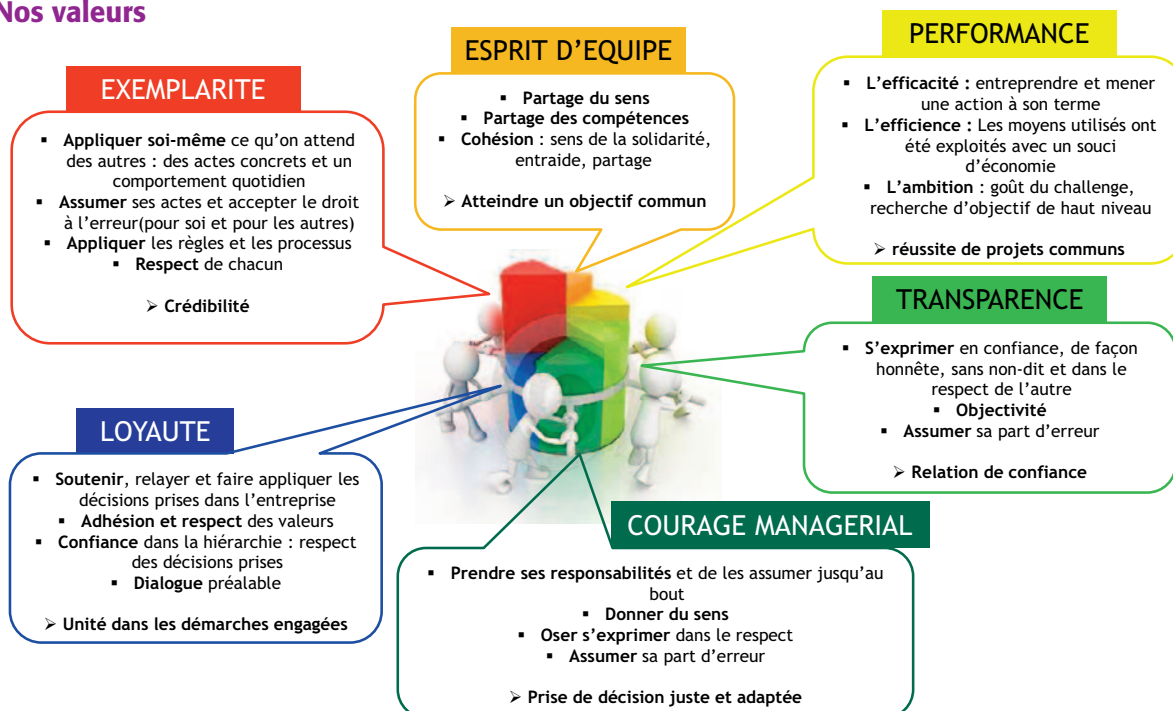 Nos valeurs
EXEMPLARITE
▪ Appliquer soi-même ce qu'on attend
des autres : des actes concrets et un
comportement quotidien
▪ Assumer ses actes et accepter le droit
à l'erreur(pour soi et pour les autres)
▪ Appliquer les règles et les processus
▪ Respect de chacun
➢ Crédibilité
ESPRIT D'EQUIPE
▪ Partage du sens
▪ Partage des compétences
▪ Cohésion : sens de la solidarité,
entraide, partage
➢ Atteindre un objectif commun
PERFORMANCE
▪ L'efficacité : entreprendre et mener
une action à son terme
▪ L'efficience : Les moyens utilisés ont
été exploités avec un souci
d'économie
▪ L'ambition : goût du challenge,
recherche d'objectif de haut niveau
➢ réussite de projets communs
TRANSPARENCE
▪ S'exprimer en confiance, de façon
honnête, sans non-dit et dans le
respect de l'autre
▪ Objectivité
▪ Assumer sa part d'erreur
➢ Relation de confiance
LOYAUTE
▪ Soutenir, relayer et faire appliquer les
décisions prises dans l'entreprise
▪ Adhésion et respect des valeurs
▪ Confiance dans la hiérarchie : respect
des décisions prises
▪ Dialogue préalable
➢ Unité dans les démarches engagées
COURAGE MANAGERIAL
▪ Prendre ses responsabilités et de les assumer jusqu'au
bout
▪ Donner du sens
▪ Oser s'exprimer dans le respect
▪ Assumer sa part d'erreur
➢ Prise de décision juste et adaptée